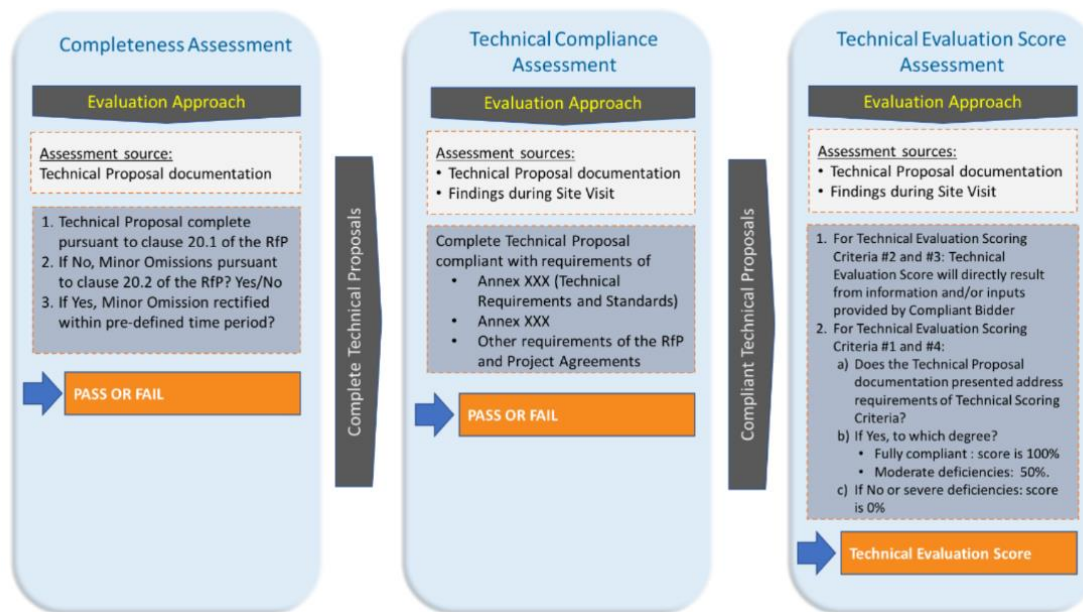 Completeness Assessment
Evaluation Approach
Assessment source:
Technical Proposal documentation
1. Technical Proposal complete
pursuant to clause 20.1 of the RfP
2. If No, Minor Omissions pursuant
to clause 20.2 of the RfP? Yes/No
3. If Yes, Minor Omission rectified
within pre-defined time period?
PASS OR FAIL
Complete Technical Proposals
Technical Compliance
Assessment
Evaluation Approach
Assessment sources:
• Technical Proposal documentation
• Findings during Site Visit
Complete Technical Proposal
compliant with requirements of
• Annex XXX (Technical
Requirements and Standards)
• Annex XXX
• Other requirements of the RfP
and Project Agreements
PASS OR FAIL
Compliant Technical Proposals
Technical Evaluation Score
Assessment
Evaluation Approach
Assessment sources:
• Technical Proposal documentation
• Findings during Site Visit
1. For Technical Evaluation Scoring
Criteria #2 and #3: Technical
Evaluation Score will directly result
from information and/or inputs
provided by Compliant Bidder
2. For Technical Evaluation Scoring
Criteria #1 and #4:
a) Does the Technical Proposal
documentation presented address
requirements of Technical Scoring
Criteria?
b) If Yes, to which degree?
• Fully compliant : score is 100%
• Moderate deficiencies: 50%.
c) If No or severe deficiencies: score
is 0%
Technical Evaluation Score